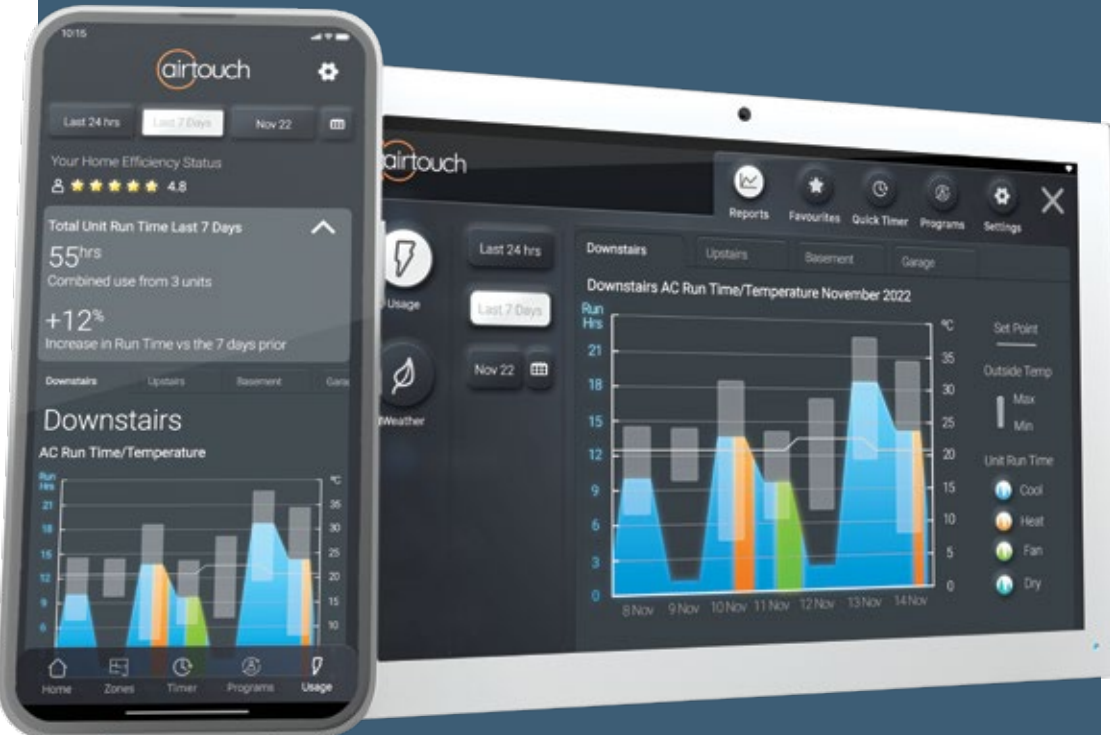 10:15
airtouch
Last 24 hrs
Last 7 Days
Nov 22
Your Home Efficiency Status
4.8
Total Unit Run Time Last 7 Days
55hrs
Combined use from 3 units
+12%
Increase in Run Time vs the 7 days prior
Downstairs Upstairs Basement Gara
Downstairs
AC Run Time/Temperature
Run
Hrs
°C
21
18
15
12
9
6
35
30
25
20
15
10
Home Zones Timer Programs Usage
airtouch
Reports Favourites Quick Timer Programs Settings
Usage
Weather
Last 24 hrs
Last 7 Days
Nov 22
Downstairs Upstairs Basement Garage
Downstairs AC Run Time/Temperature November 2022
Run
Hrs
°C
21
18
15
12
9
6
3
0
35
30
25
20
15
10
5
0
8 Nov 9 Nov 10 Nov 11 Nov 12 Nov 13 Nov 14 Nov
Set Point
Outside Temp
Max
Min
Unit Run Time
Cool
Heat
Fan
Dry